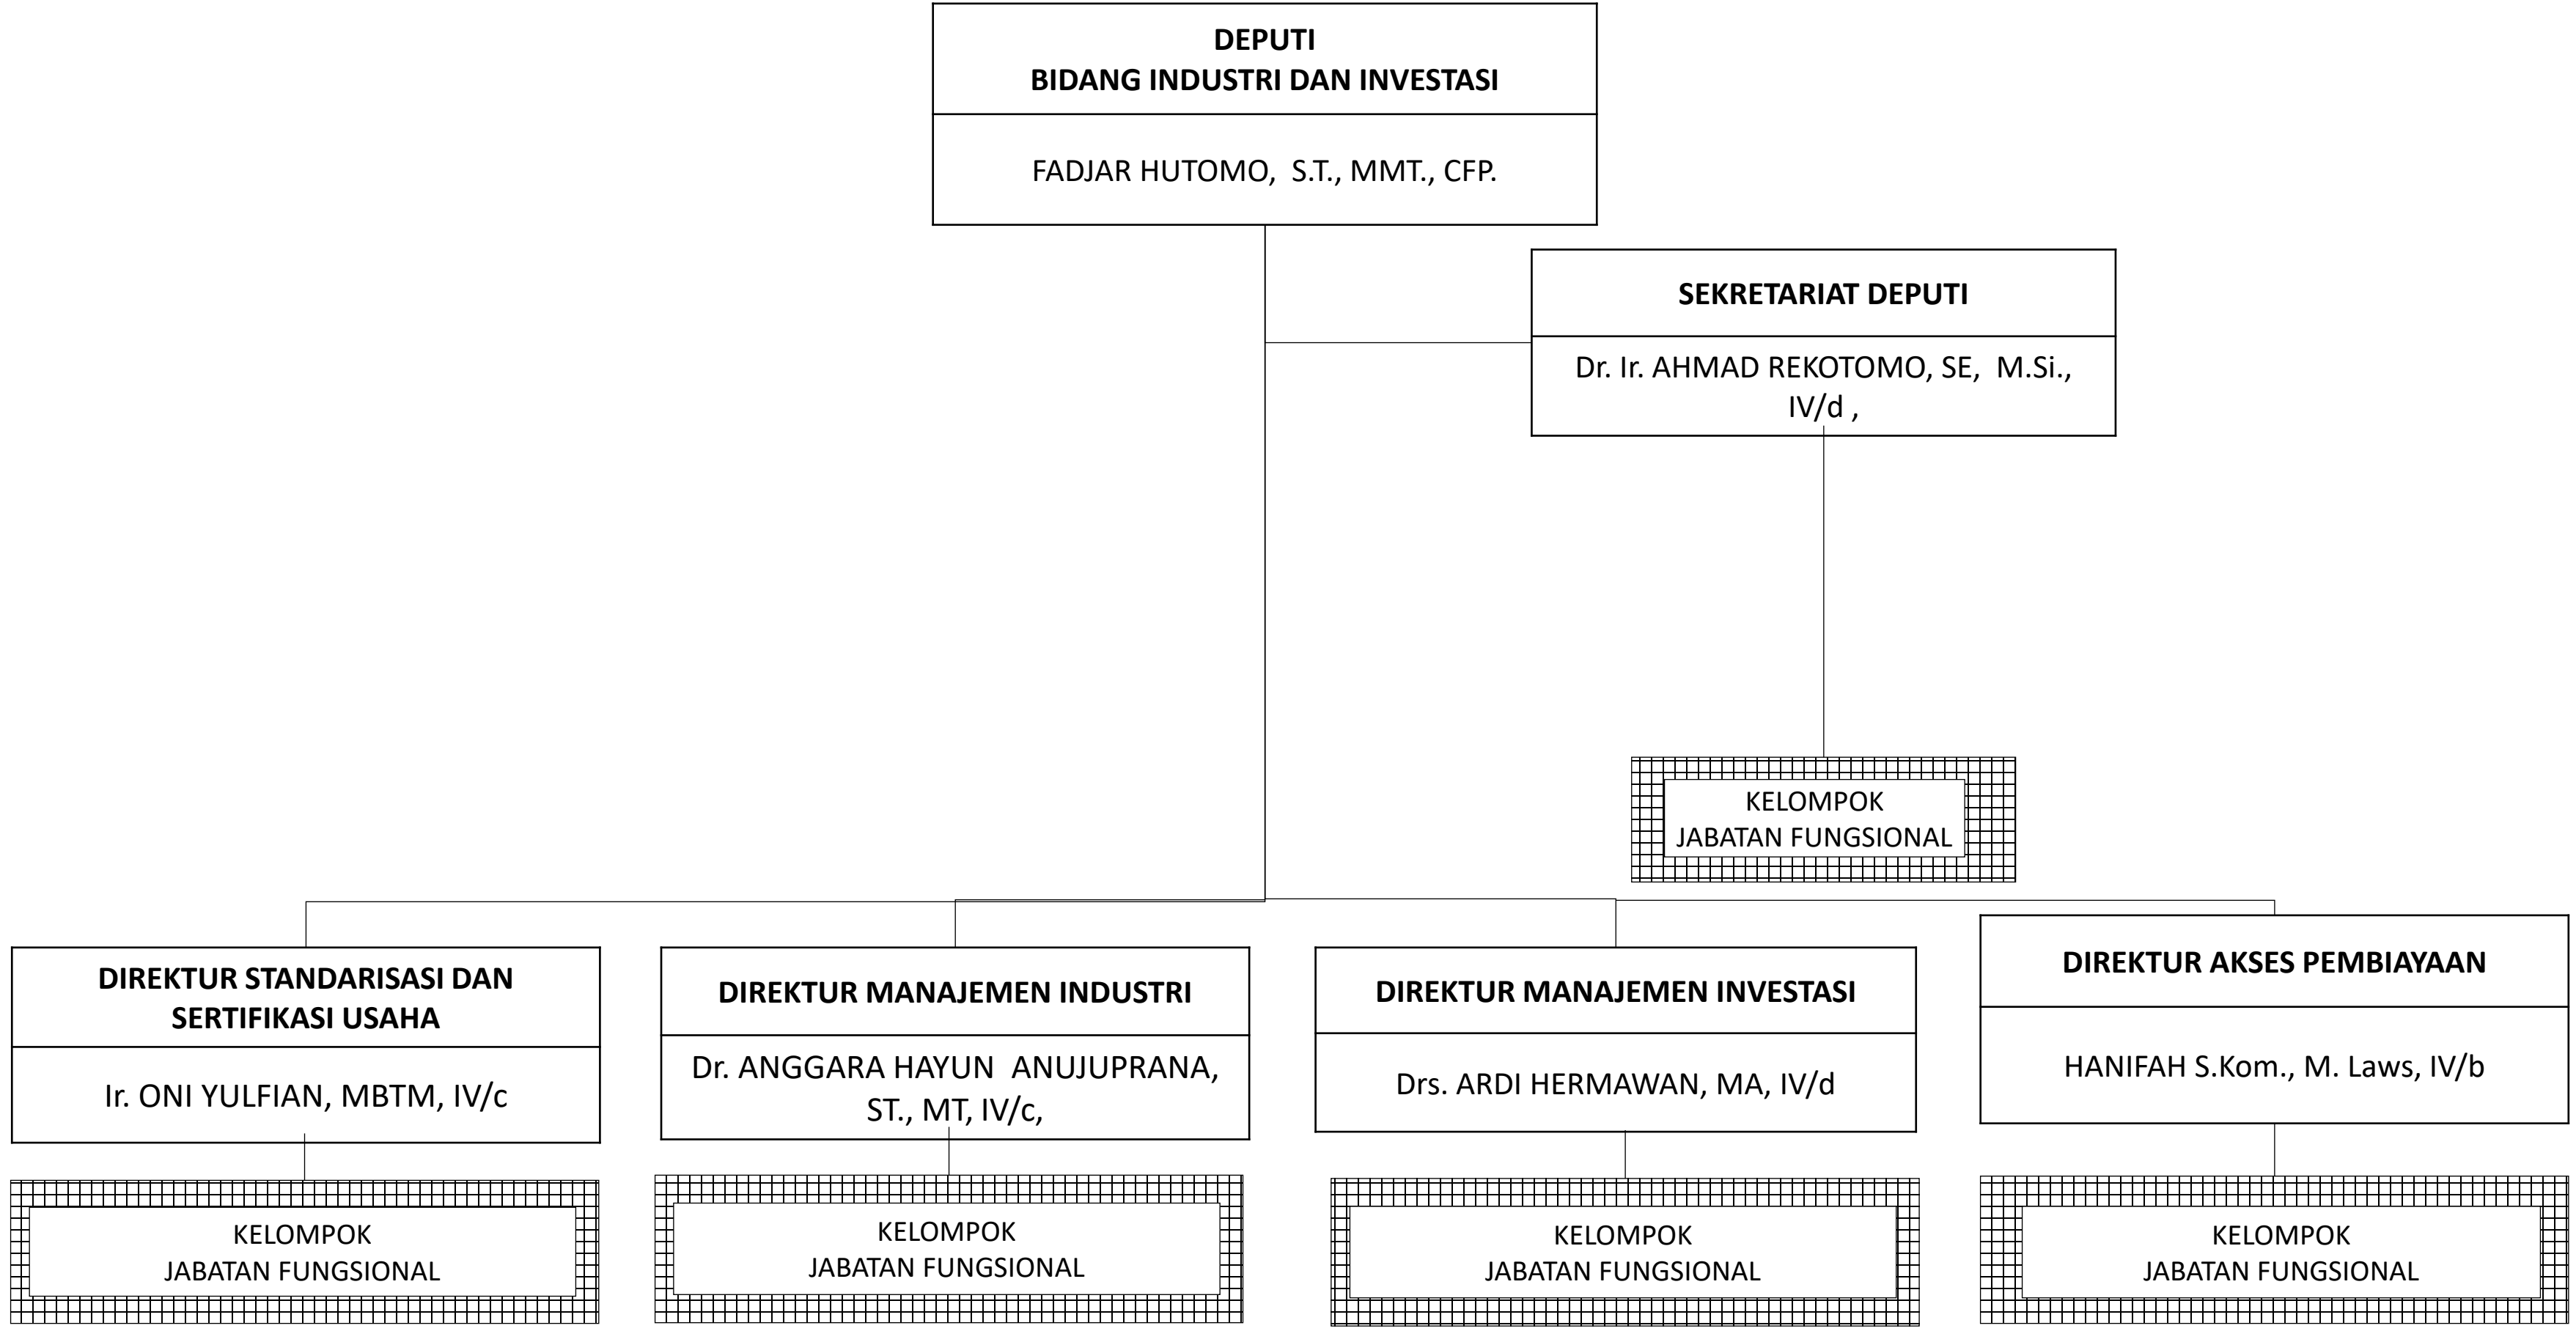 DEPUTI
BIDANG INDUSTRI DAN INVESTASI
FADJAR HUTOMO,  S.T., MMT., CFP.
SEKRETARIAT DEPUTI
Dr. Ir. AHMAD REKOTOMO, SE,  M.Si.,
IV/d ,
KELOMPOK
JABATAN FUNGSIONAL
DIREKTUR STANDARISASI DAN
SERTIFIKASI USAHA
Ir. ONI YULFIAN, MBTM, IV/c
KELOMPOK
JABATAN FUNGSIONAL
DIREKTUR MANAJEMEN INDUSTRI
Dr. ANGGARA HAYUN  ANUJUPRANA,
ST., MT, IV/c,
KELOMPOK
JABATAN FUNGSIONAL
DIREKTUR MANAJEMEN INVESTASI
Drs. ARDI HERMAWAN, MA, IV/d
KELOMPOK
JABATAN FUNGSIONAL
DIREKTUR AKSES PEMBIAYAAN
HANIFAH S.Kom., M. Laws, IV/b
KELOMPOK
JABATAN FUNGSIONAL